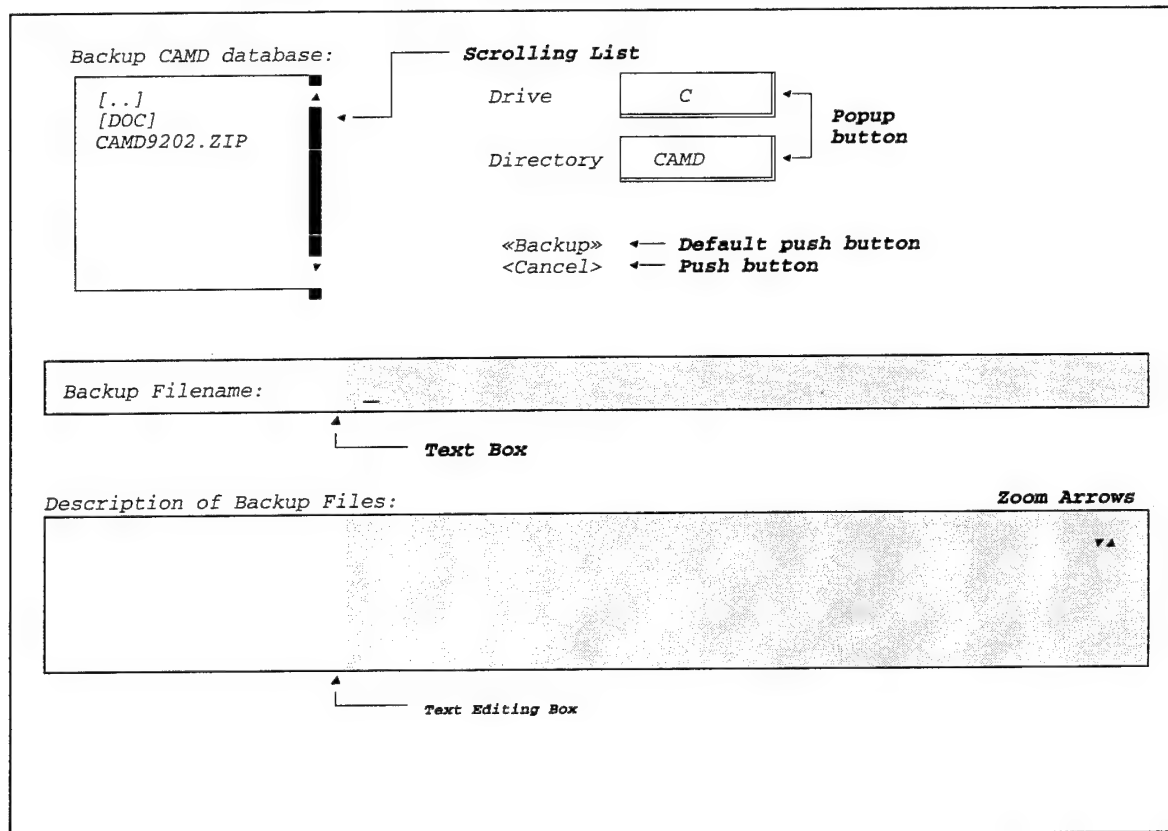 Backup CAMD database:
Scrolling List
[..]
[DOC]
CAMD9202.ZIP
Drive
C
Directory
CAMD
Popup
button
«Backup»
Default push button
<Cancel>
Push button
Backup Filename: _
Text Box
Description of Backup Files:
Zoom Arrows
Text Editing Box